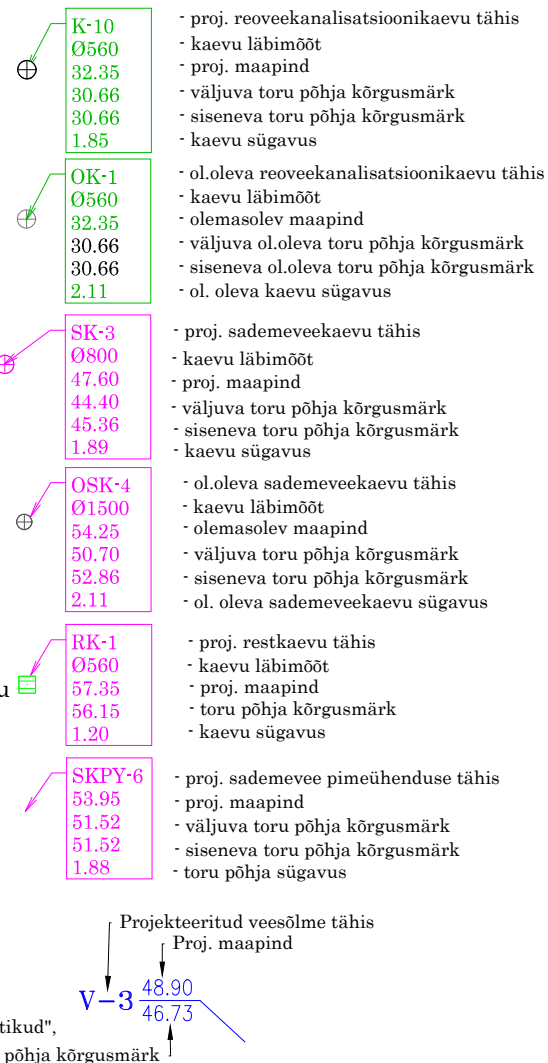 K-10 - proj. reoveekanalisatsioonikaevu tähis
Ø560 - kaevu läbimõõt
32.35 - proj. maapind
30.66 - väljuva toru põhja kõrgusmärk
30.66 - siseneva toru põhja kõrgusmärk
1.85 - kaevu sügavus
OK-1 - ol.oleva reoveekanalisatsioonikaevu tähis
Ø560 - kaevu läbimõõt
32.35 - olemasolev maapind
30.66 - väljuva ol.oleva toru põhja kõrgusmärk
30.66 - siseneva ol.oleva toru põhja kõrgusmärk
2.11 - ol. oleva kaevu sügavus
SK-3 - proj. sademeveekaevu tähis
Ø800 - kaevu läbimõõt
47.60 - proj. maapind
44.40 - väljuva toru põhja kõrgusmärk
45.36 - siseneva toru põhja kõrgusmärk
1.89 - kaevu sügavus
OSK-4 - ol.oleva sademeveekaevu tähis
Ø1500 - kaevu läbimõõt
54.25 - olemasolev maapind
50.70 - väljuva toru põhja kõrgusmärk
52.86 - siseneva toru põhja kõrgusmärk
2.11 - ol. oleva sademeveekaevu sügavus
RK-1 - proj. restkaevu tähis
Ø560 - kaevu läbimõõt
u 57.35 - proj. maapind
56.15 - toru põhja kõrgusmärk
1.20 - kaevu sügavus
SKPY-6 - proj. sademevee pimeühenduse tähis
53.95 - proj. maapind
51.52 - väljuva toru põhja kõrgusmärk
51.52 - siseneva toru põhja kõrgusmärk
1.88 - toru põhja sügavus
Projekteeritud veesõlme tähis
Proj. maapind
V-3 48.90
46.73
tikud",
põhja kõrgusmärk